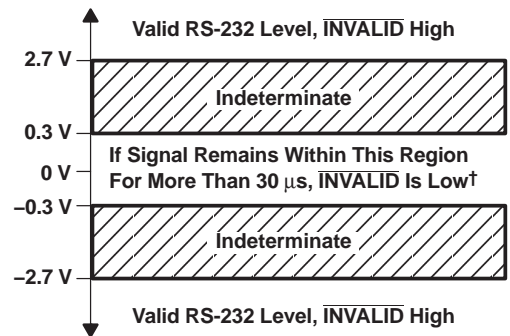 Valid RS-232 Level, INVALID High
2.7 V
Indeterminate
0.3 V
If Signal Remains Within This Region
0 V
For More Than 30 µs, INVALID Is Low†
−0.3 V
Indeterminate
−2.7 V
Valid RS-232 Level, INVALID High